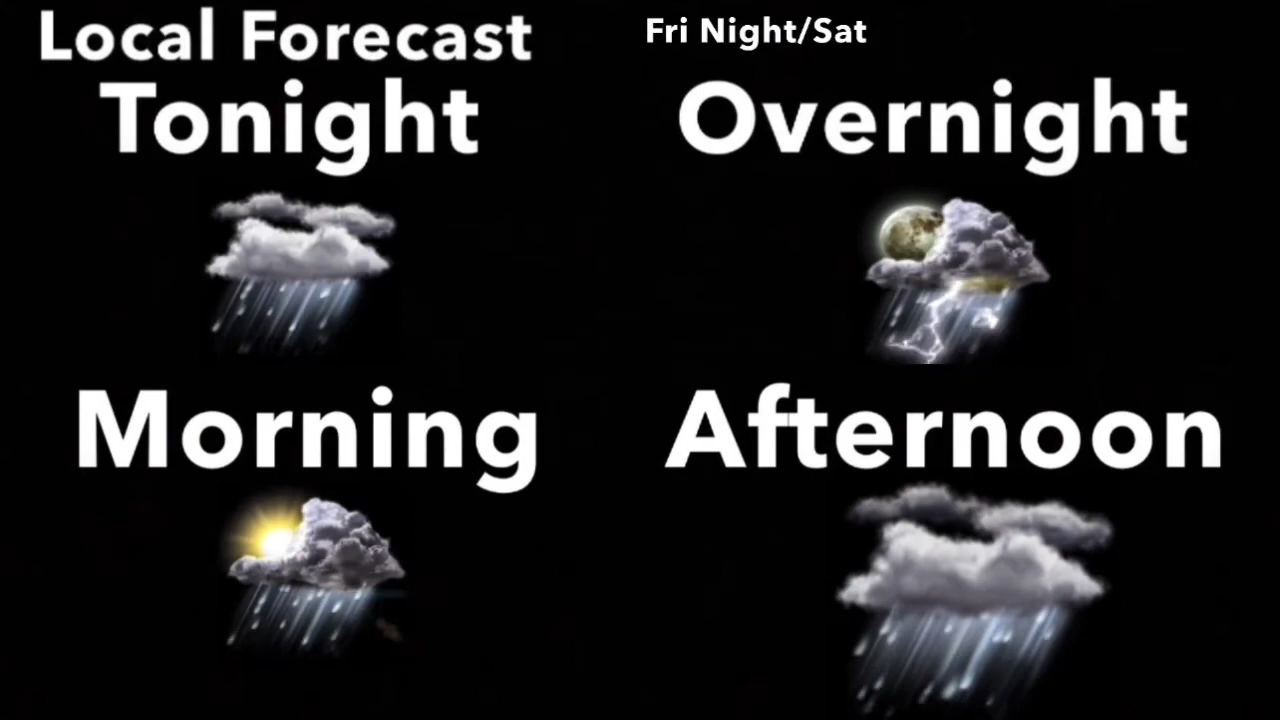 Local Forecast
Fri Night/Sat
Tonight
Overnight
Morning
Afternoon